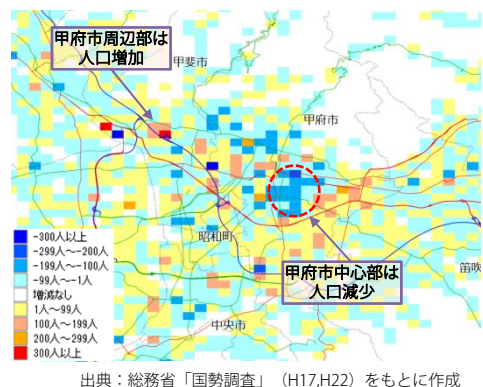 甲府市周辺部は
人口増加
甲斐市
甲府市
昭和町
甲府市中心部は
人口減少
笛吹
中央市
-300人以上
-299人～-200人
-199人～-100人
-99人～-1人
増減なし
1人～99人
100人～199人
200人～299人
300人以上
出典：総務省「国勢調査」（H17,H22）をもとに作成